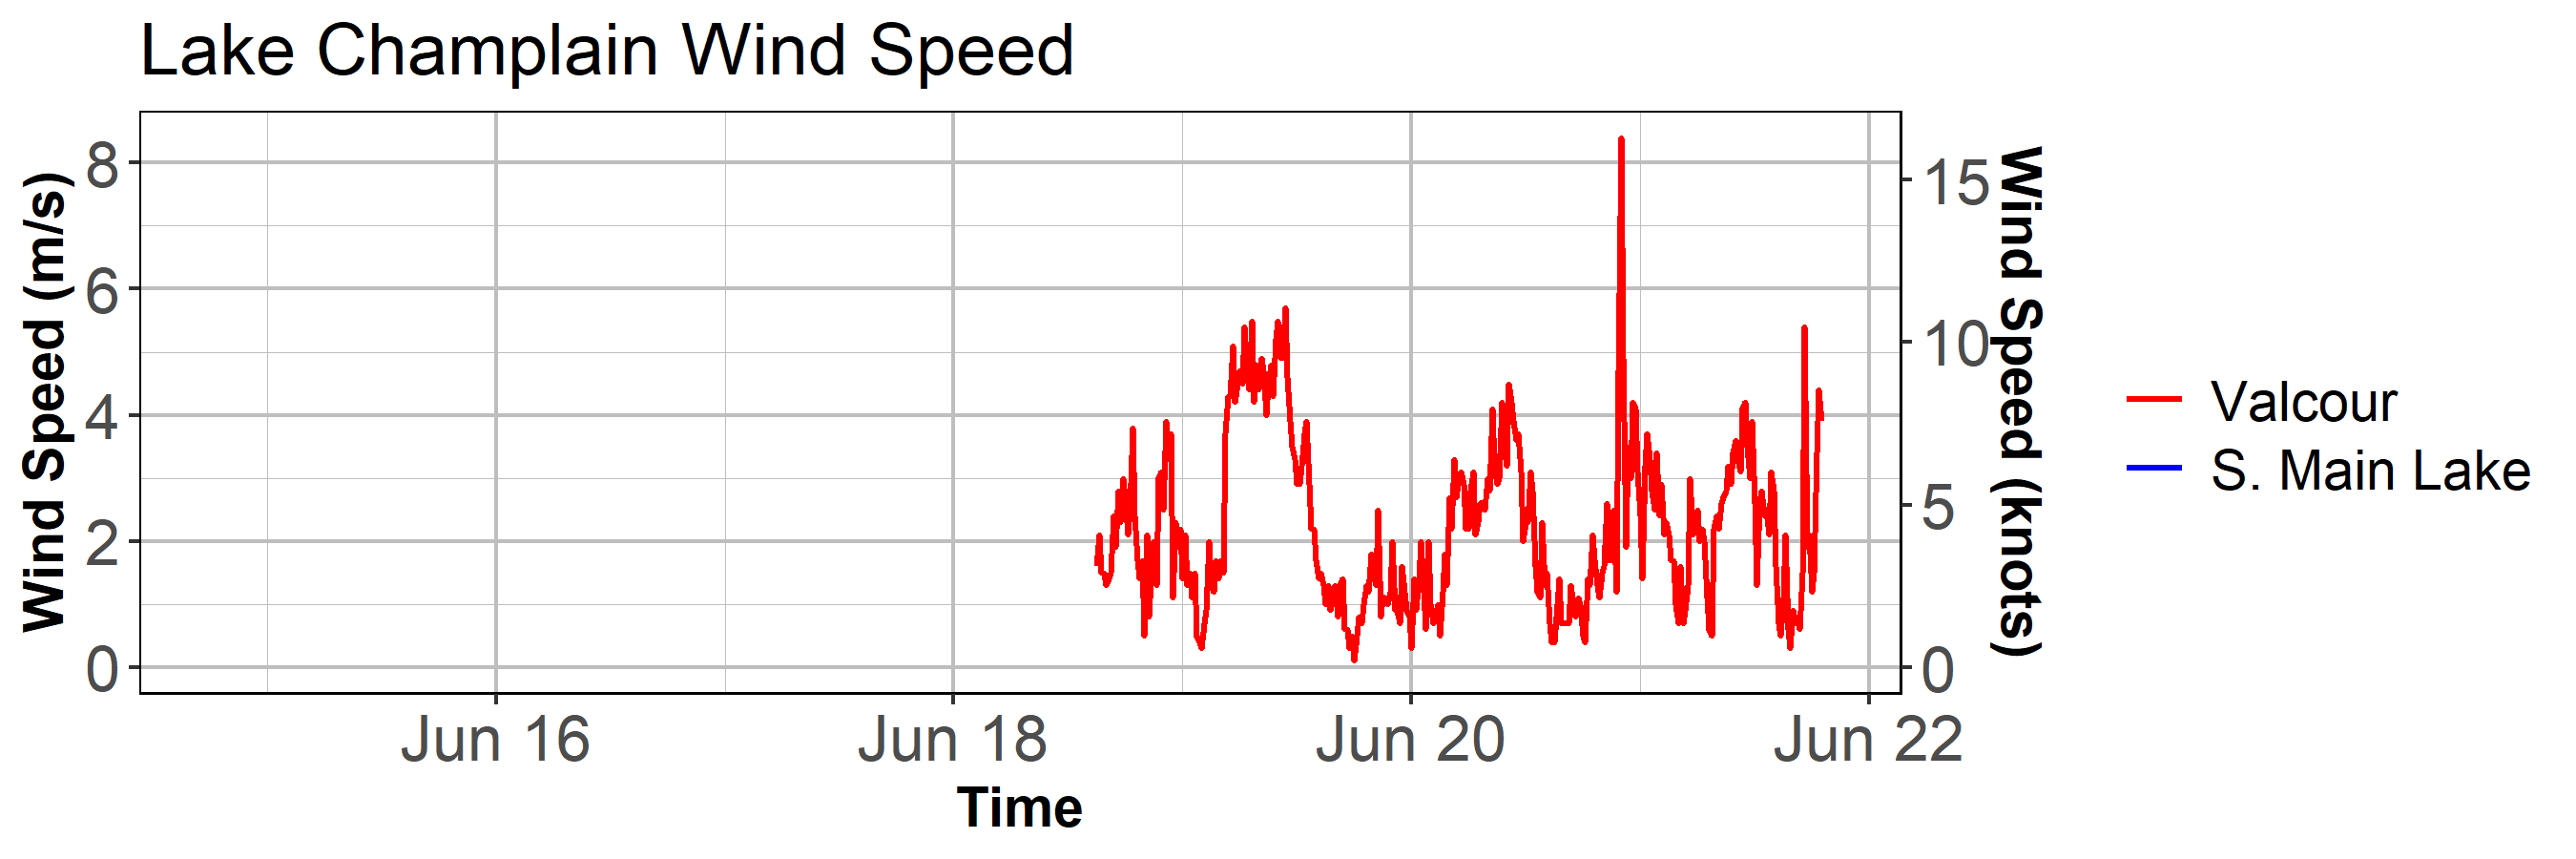 Lake Champlain Wind Speed
Wind Speed (m/s)
8
6
4
2
0
15
10
5
0
Wind Speed (knots)
Jun 16
Jun 18
Jun 20
Jun 22
Time
Valcour
S. Main Lake